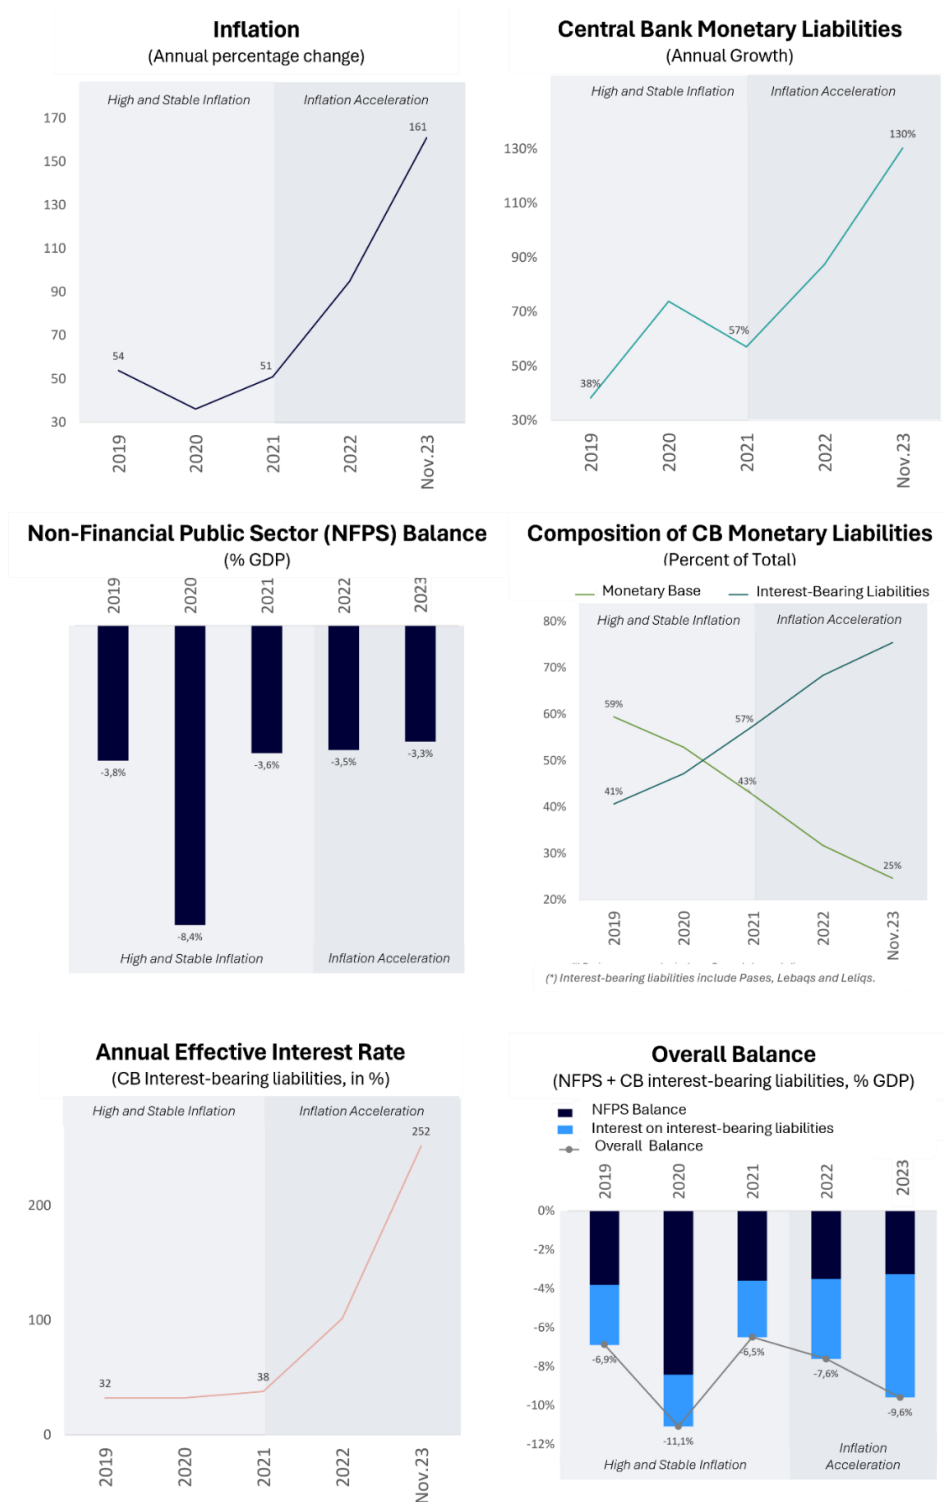 Inflation
(Annual percentage change)
High and Stable Inflation
Inflation Acceleration
170
150
130
110
90
70
50
30
54
51
161
2019
2020
2021
2022
Nov.23
Central Bank Monetary Liabilities
(Annual Growth)
High and Stable Inflation
Inflation Acceleration
130%
110%
90%
70%
50%
30%
38%
57%
130%
2019
2020
2021
2022
Nov.23
Non-Financial Public Sector (NFPS) Balance
(% GDP)
2019
2020
2021
2022
2023
-3,8%
-8,4%
-3,6%
-3,5%
-3,3%
High and Stable Inflation
Inflation Acceleration
Composition of CB Monetary Liabilities
(Percent of Total)
Monetary Base
Interest-Bearing Liabilities
High and Stable Inflation
Inflation Acceleration
80%
70%
60%
50%
40%
30%
20%
59%
41%
57%
43%
25%
2019
2020
2021
2022
Nov.23
(*) Interest-bearing liabilities include Pases, Lebaqs and Leliqs.
Annual Effective Interest Rate
(CB Interest-bearing liabilities, in %)
High and Stable Inflation
Inflation Acceleration
200
100
0
32
38
252
2019
2020
2021
2022
Nov.23
Overall Balance
(NFPS + CB interest-bearing liabilities, % GDP)
NFPS Balance
Interest on interest-bearing liabilities
Overall Balance
2019
2020
2021
2022
2023
0%
-2%
-4%
-6%
-8%
-10%
-12%
-6,9%
-11,1%
-6,5%
-7,6%
-9,6%
High and Stable Inflation
Inflation
Acceleration